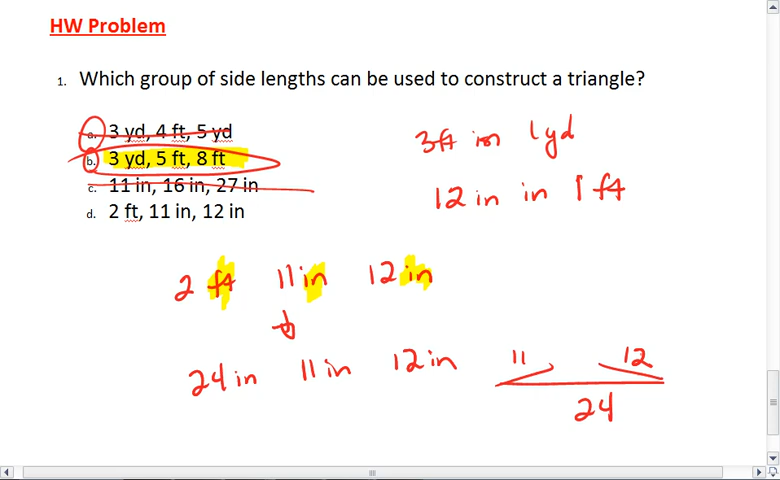 HW Problem
1. Which group of side lengths can be used to construct a triangle?
a. 3 yd, 4 ft, 5 yd
b. 3 yd, 5 ft, 8 ft
c. 11 in, 16 in, 27 in
d. 2 ft, 11 in, 12 in
3ft in 1yd
12 in in 1 ft
2 ft 11 in 12 in
24 in 11 in 12 in
11 12
24